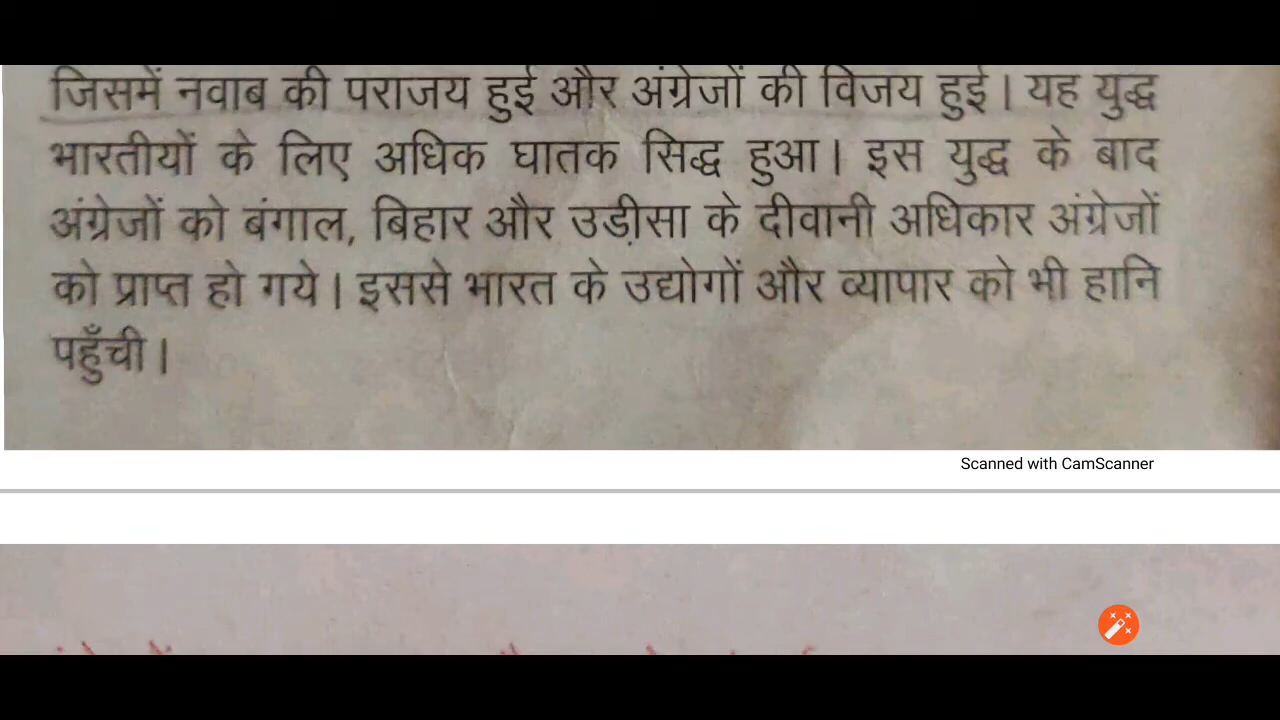 जिसमें नवाब की पराजय हुई और अंग्रेजों की विजय हुई। यह युद्ध
भारतीयों के लिए अधिक घातक सिद्ध हुआ। इस युद्ध के बाद
अंग्रेजों को बंगाल, बिहार और उड़ीसा के दीवानी अधिकार अंग्रेजों
को प्राप्त हो गये। इससे भारत के उद्योगों और व्यापार को भी हानि
पहुँची।
Scanned with CamScanner